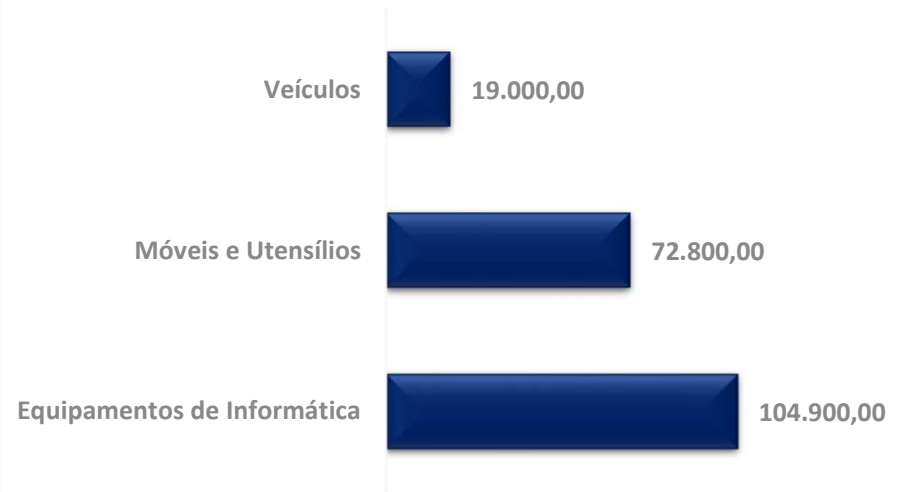 Veículos 19.000,00
Móveis e Utensílios 72.800,00
Equipamentos de Informática 104.900,00